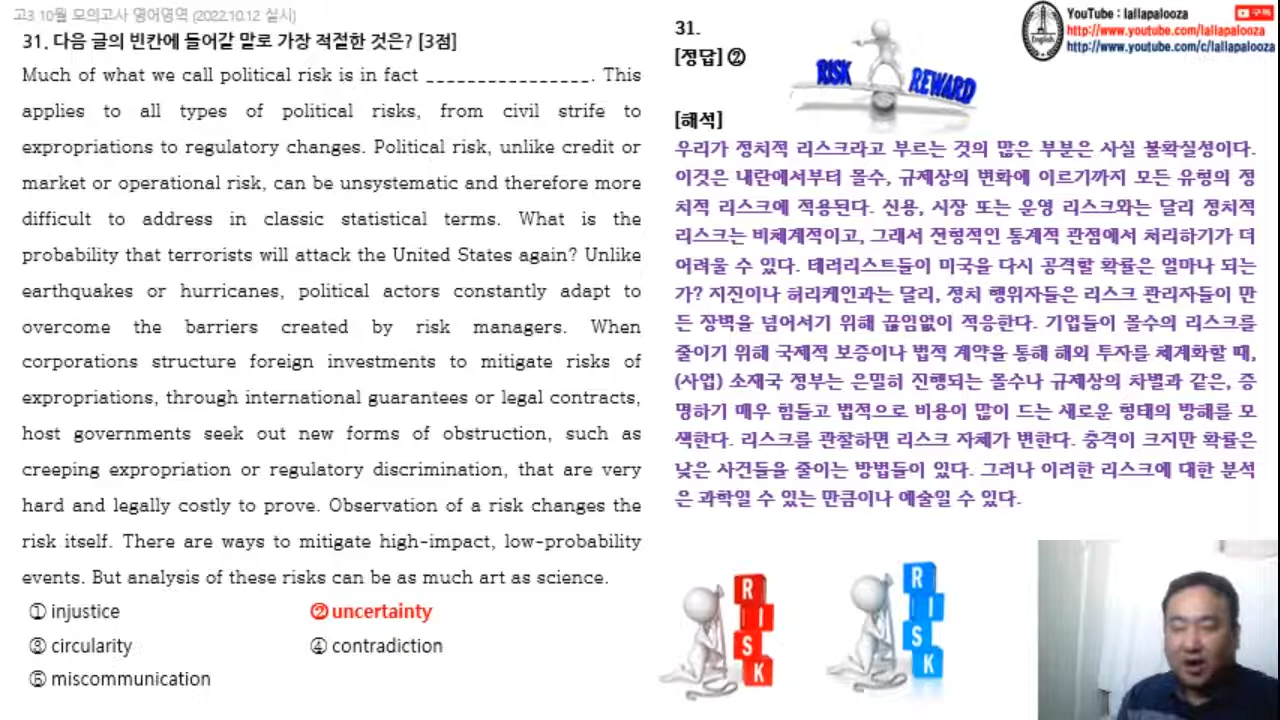 고3 10월 모의고사 영어영역 (2022.10.12 실시)
31. 다음 글의 빈칸에 들어갈 말로 가장 적절한 것은? [3점]
Much of what we call political risk is in fact ________________. This
applies to all types of political risks, from civil strife to
expropriations to regulatory changes. Political risk, unlike credit or
market or operational risk, can be unsystematic and therefore more
difficult to address in classic statistical terms. What is the
probability that terrorists will attack the United States again? Unlike
earthquakes or hurricanes, political actors constantly adapt to
overcome the barriers created by risk managers. When
corporations structure foreign investments to mitigate risks of
expropriations, through international guarantees or legal contracts,
host governments seek out new forms of obstruction, such as
creeping expropriation or regulatory discrimination, that are very
hard and legally costly to prove. Observation of a risk changes the
risk itself. There are ways to mitigate high-impact, low-probability
events. But analysis of these risks can be as much art as science.
① injustice
② uncertainty
③ circularity
④ contradiction
⑤ miscommunication
31.
[정답] ②
RISK
REWARD
[해석]
우리가 정치적 리스크라고 부르는 것의 많은 부분은 사실 불확실성이다.
이것은 내란에서부터 몰수, 규제상의 변화에 이르기까지 모든 유형의 정
치적 리스크에 적용된다. 신용, 시장 또는 운영 리스크와는 달리 정치적
리스크는 비체계적이고, 그래서 전형적인 통계적 관점에서 처리하기가 더
어려울 수 있다. 테러리스트들이 미국을 다시 공격할 확률은 얼마나 되는
가? 지진이나 허리케인과는 달리, 정치 행위자들은 리스크 관리자들이 만
든 장벽을 넘어서기 위해 끊임없이 적응한다. 기업들이 몰수의 리스크를
줄이기 위해 국제적 보증이나 법적 계약을 통해 해외 투자를 체계화할 때,
(사업) 소재국 정부는 은밀히 진행되는 몰수나 규제상의 차별과 같은, 증
명하기 매우 힘들고 법적으로 비용이 많이 드는 새로운 형태의 방해를 모
색한다. 리스크를 관찰하면 리스크 자체가 변한다. 충격이 크지만 확률은
낮은 사건들을 줄이는 방법들이 있다. 그러나 이러한 리스크에 대한 분석
은 과학일 수 있는 만큼이나 예술일 수 있다.
RISK
RISK
English
YouTube : lallapalooza
구독
http://www.youtube.com/lallapalooza
http://www.youtube.com/c/lallapalooza